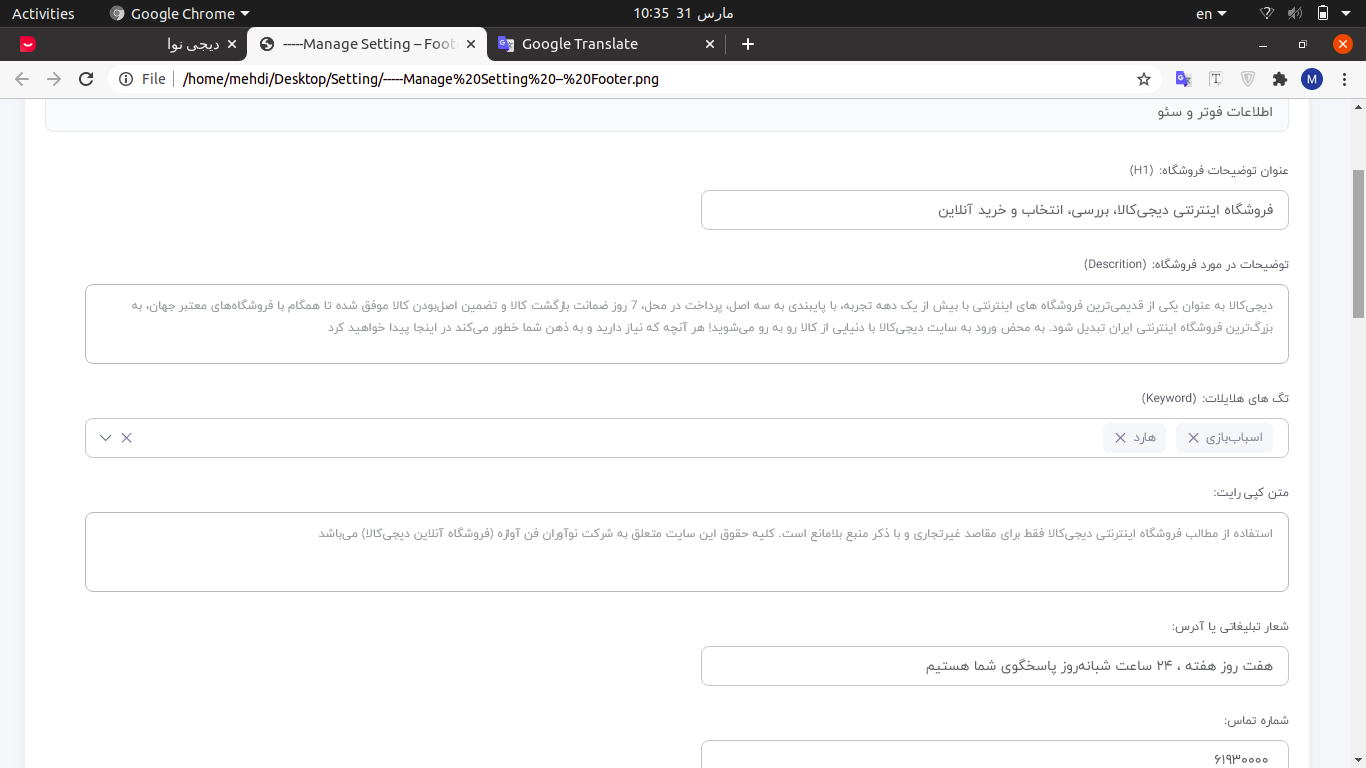 Activities
Google Chrome
مارس 31 10:35
en
دیجی نوا
-----Manage Setting – Foote
Google Translate
File
/home/mehdi/Desktop/Setting/-----Manage%20Setting%20–%20Footer.png
M
اطلاعات فوتر و سئو
عنوان توضیحات فروشگاه: (H1)
فروشگاه اینترنتی دیجی‌کالا، بررسی، انتخاب و خرید آنلاین
توضیحات در مورد فروشگاه: (Descrition)
دیجی‌کالا به عنوان یکی از قدیمی‌ترین فروشگاه های اینترنتی با بیش از یک دهه تجربه، با پایبندی به سه اصل، پرداخت در محل، 7 روز ضمانت بازگشت کالا و تضمین اصل‌بودن کالا موفق شده تا همگام با فروشگاه‌های معتبر جهان، به
بزرگ‌ترین فروشگاه اینترنتی ایران تبدیل شود. به محض ورود به سایت دیجی‌کالا با دنیایی از کالا رو به رو می‌شوید! هر آنچه که نیاز دارید و به ذهن شما خطور می‌کند در اینجا پیدا خواهید کرد
تگ های هلایلات: (Keyword)
اسباب‌بازی
هارد
متن کپی رایت:
استفاده از مطالب فروشگاه اینترنتی دیجی‌کالا فقط برای مقاصد غیرتجاری و با ذکر منبع بلامانع است. کلیه حقوق این سایت متعلق به شرکت نوآوران فن آوازه (فروشگاه آنلاین دیجی‌کالا) می‌باشد
شعار تبلیغاتی یا آدرس:
هفت روز هفته ، ۲۴ ساعت شبانه‌روز پاسخگوی شما هستیم
شماره تماس:
۶۱۹۳۰۰۰۰